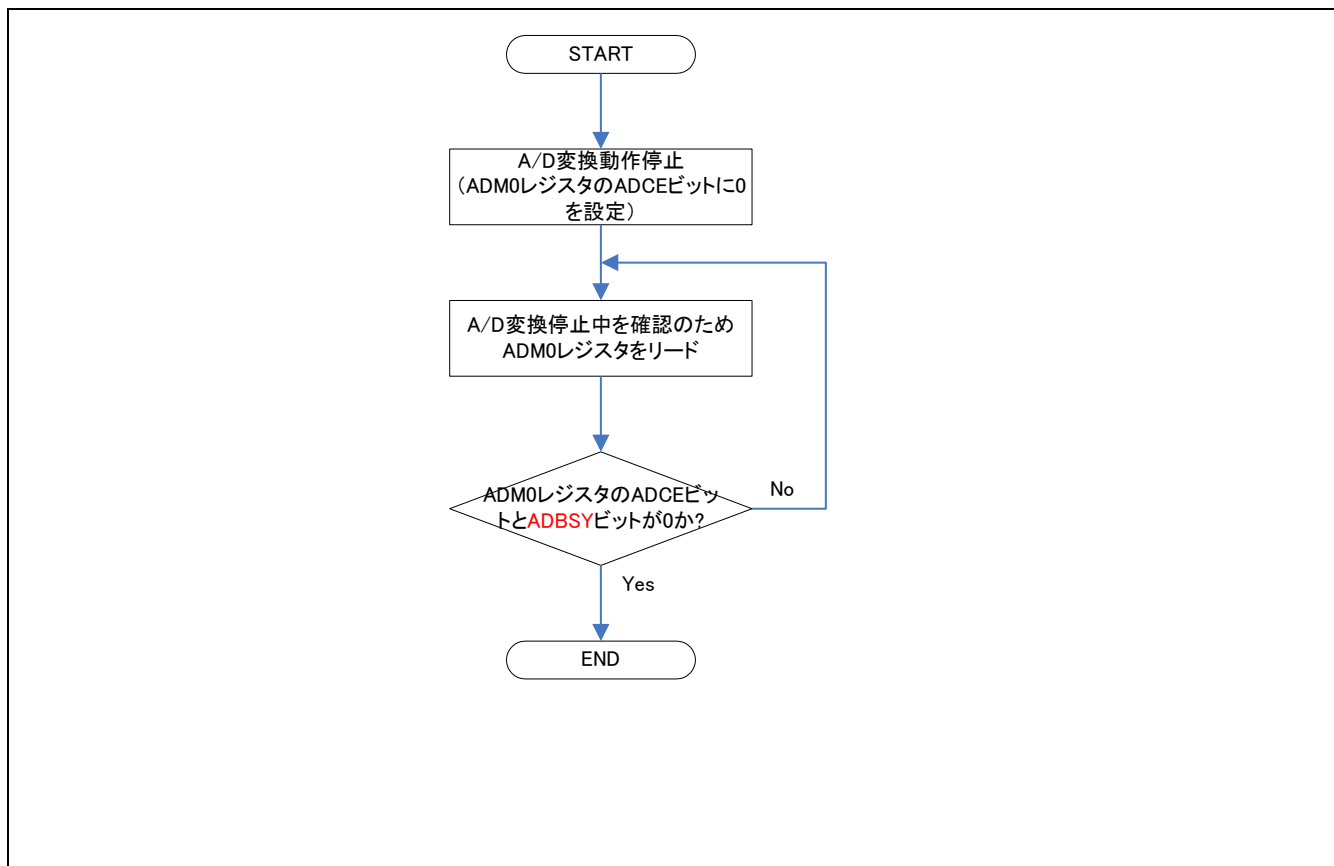 START
A/D変換動作停止
(ADM0レジスタのADCEビットに0
を設定)
A/D変換停止中を確認のため
ADM0レジスタをリード
ADM0レジスタのADCEビッ
トとADBSYビットが0か?
No
Yes
END